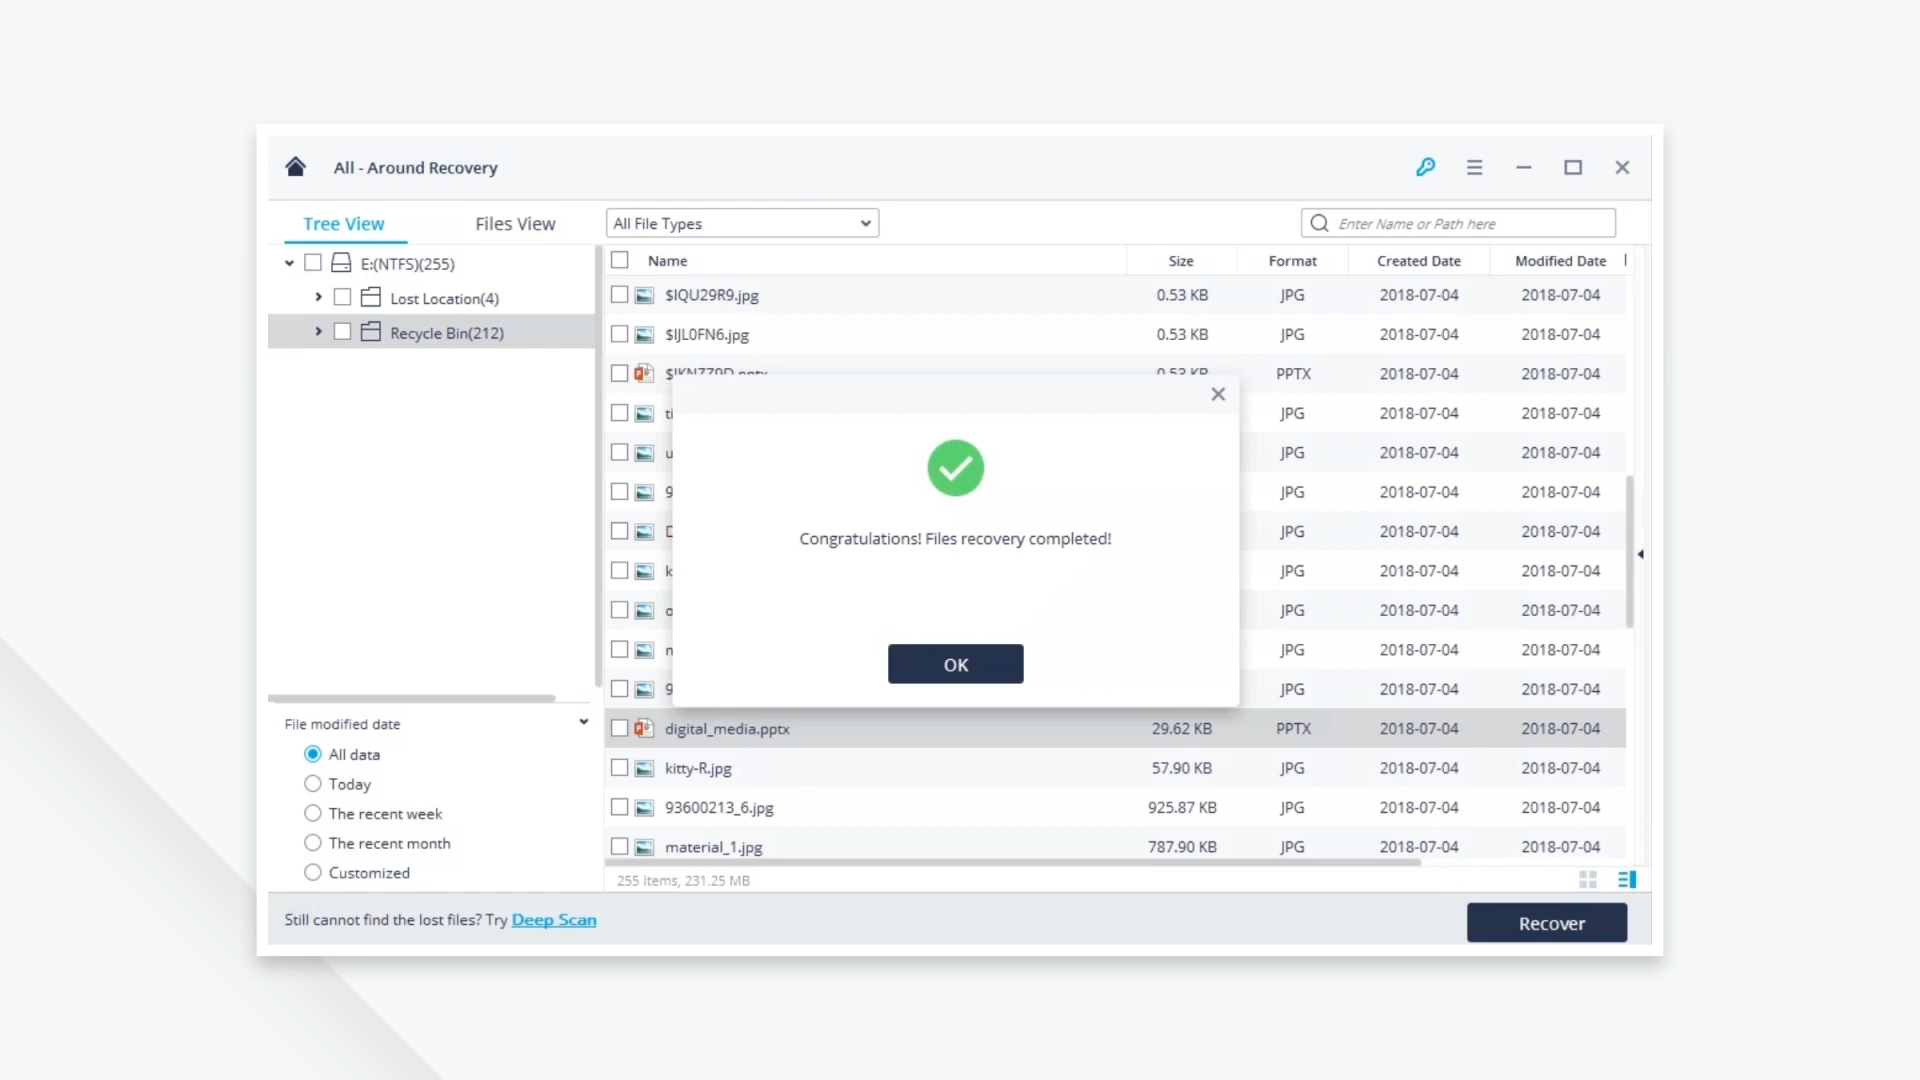 All - Around Recovery
Tree View
Files View
All File Types
Enter Name or Path here
E:(NTFS)(255)
Lost Location(4)
Recycle Bin(212)
Name Size Format Created Date Modified Date
$IQU29R9.jpg 0.53 KB JPG 2018-07-04 2018-07-04
$IJL0FN6.jpg 0.53 KB JPG 2018-07-04 2018-07-04
0.53 KB PPTX 2018-07-04 2018-07-04
JPG 2018-07-04 2018-07-04
JPG 2018-07-04 2018-07-04
JPG 2018-07-04 2018-07-04
JPG 2018-07-04 2018-07-04
JPG 2018-07-04 2018-07-04
JPG 2018-07-04 2018-07-04
JPG 2018-07-04 2018-07-04
JPG 2018-07-04 2018-07-04
digital_media.pptx 29.62 KB PPTX 2018-07-04 2018-07-04
kitty-R.jpg 57.90 KB JPG 2018-07-04 2018-07-04
93600213_6.jpg 925.87 KB JPG 2018-07-04 2018-07-04
material_1.jpg 787.90 KB JPG 2018-07-04 2018-07-04
Congratulations! Files recovery completed!
OK
File modified date
All data
Today
The recent week
The recent month
Customized
255 items, 231.25 MB
Still cannot find the lost files? Try Deep Scan
Recover